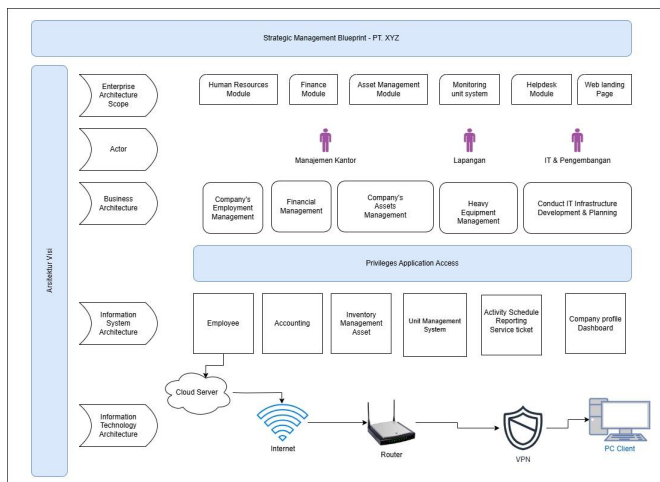 Strategic Management Blueprint - PT. XYZ
Arsitektur Visi
Enterprise
Architecture
Scope
Human Resources
Module
Finance
Module
Asset Management
Module
Monitoring
unit system
Helpdesk
Module
Web landing
Page
Actor
Manajemen Kantor
Lapangan
IT & Pengembangan
Business
Architecture
Company's
Employment
Management
Financial
Management
Company's
Assets
Management
Heavy
Equipment
Management
Conduct IT Infrastructure
Development & Planning
Privileges Application Access
Information
System
Architecture
Employee
Accounting
Inventory
Management
Asset
Unit Management
System
Activity Schedule
Reporting
Service ticket
Company profile
Dashboard
Information
Technology
Architecture
Cloud Server
Internet
Router
VPN
PC Client